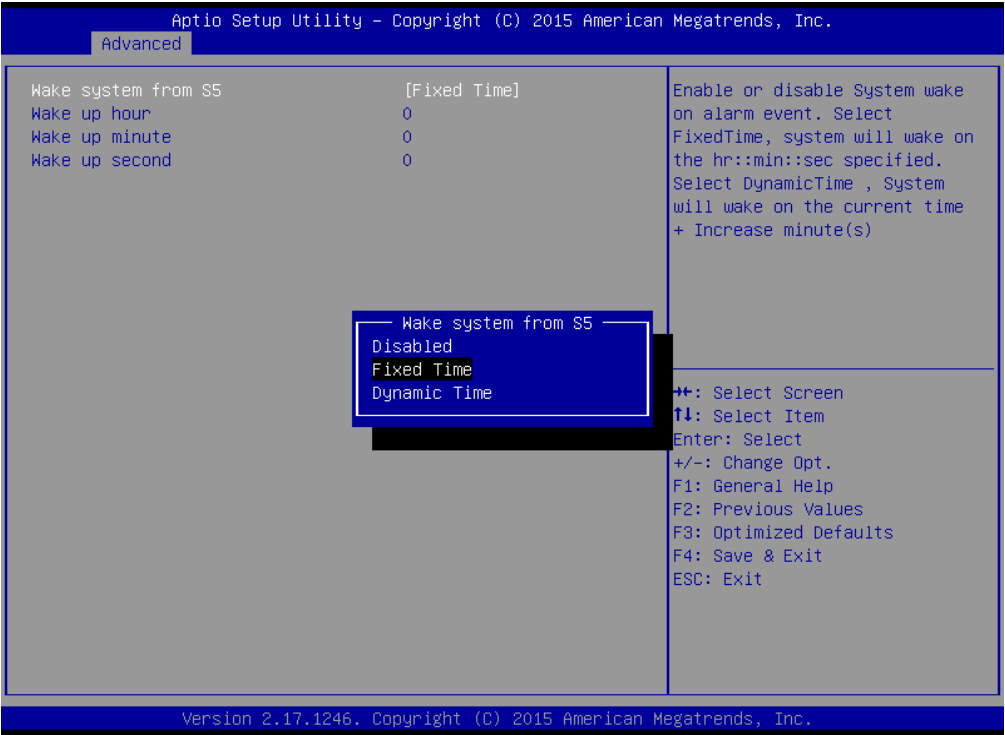 Aptio Setup Utility – Copyright (C) 2015 American Megatrends, Inc.
Advanced
Wake system from S5 [Fixed Time]
Wake up hour 0
Wake up minute 0
Wake up second 0
Enable or disable System wake
on alarm event. Select
FixedTime, system will wake on
the hr::min::sec specified.
Select DynamicTime , System
will wake on the current time
+ Increase minute(s)
Wake system from S5
Disabled
Fixed Time
Dynamic Time
→←: Select Screen
↑↓: Select Item
Enter: Select
+/-: Change Opt.
F1: General Help
F2: Previous Values
F3: Optimized Defaults
F4: Save & Exit
ESC: Exit
Version 2.17.1246. Copyright (C) 2015 American Megatrends, Inc.